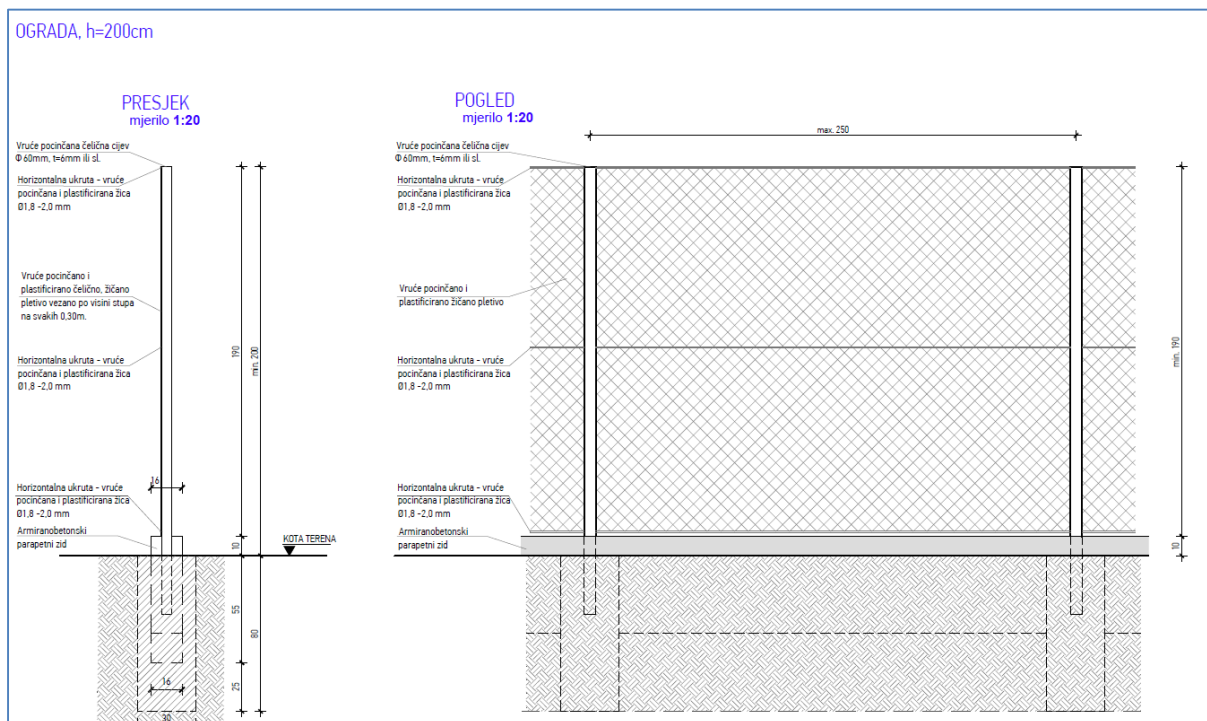 OGRADA, h=200cm
PRESJEK
mjerilo 1:20
Vruće pocinčana čelična cijev
Φ 60mm, t=6mm ili sl.
Horizontalna ukruta - vruće
pocinčana i plastificirana žica
Ø1,8 -2,0 mm
Vruće pocinčano i
plastificirano čelično, žičano
pletivo vezano po visini stupa
na svakih 0,30m.
Horizontalna ukruta - vruće
pocinčana i plastificirana žica
Ø1,8 -2,0 mm
Horizontalna ukruta - vruće
pocinčana i plastificirana žica
Ø1,8 -2,0 mm
Armiranobetonski
parapetni zid
16
190
min. 200
10
KOTA TERENA
55
80
25
16
30
POGLED
mjerilo 1:20
max. 250
Vruće pocinčana čelična cijev
Φ 60mm, t=6mm ili sl.
Horizontalna ukruta - vruće
pocinčana i plastificirana žica
Ø1,8 -2,0 mm
Vruće pocinčano i
plastificirano žičano pletivo
Horizontalna ukruta - vruće
pocinčana i plastificirana žica
Ø1,8 -2,0 mm
Horizontalna ukruta - vruće
pocinčana i plastificirana žica
Ø1,8 -2,0 mm
Armiranobetonski
parapetni zid
min. 190
10